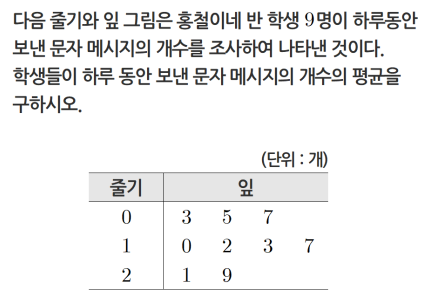 다음 줄기와 잎 그림은 홍철이네 반 학생 9명이 하루동안
보낸 문자 메시지의 개수를 조사하여 나타낸 것이다.
학생들이 하루 동안 보낸 문자 메시지의 개수의 평균을
구하시오.
(단위 : 개)
줄기 잎
0 3 5 7
1 0 2 3 7
2 1 9